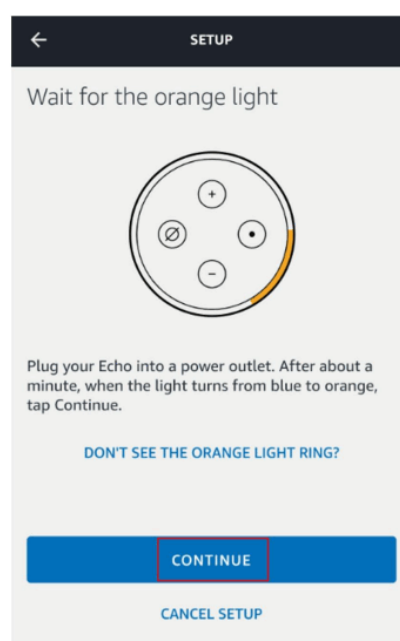 SETUP
Wait for the orange light
Plug your Echo into a power outlet. After about a
minute, when the light turns from blue to orange,
tap Continue.
DON'T SEE THE ORANGE LIGHT RING?
CONTINUE
CANCEL SETUP